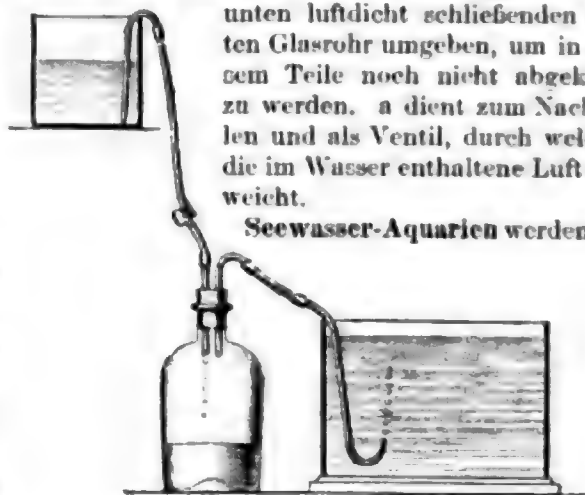 unten luftdicht schließenden
ten Glasrohr umgeben, um in
sem Teile noch nicht abgek
zu werden. a dient zum Nach
len und als Ventil, durch wel
die im Wasser enthaltene Luft
weicht.
Seewasser-Aquarien werden